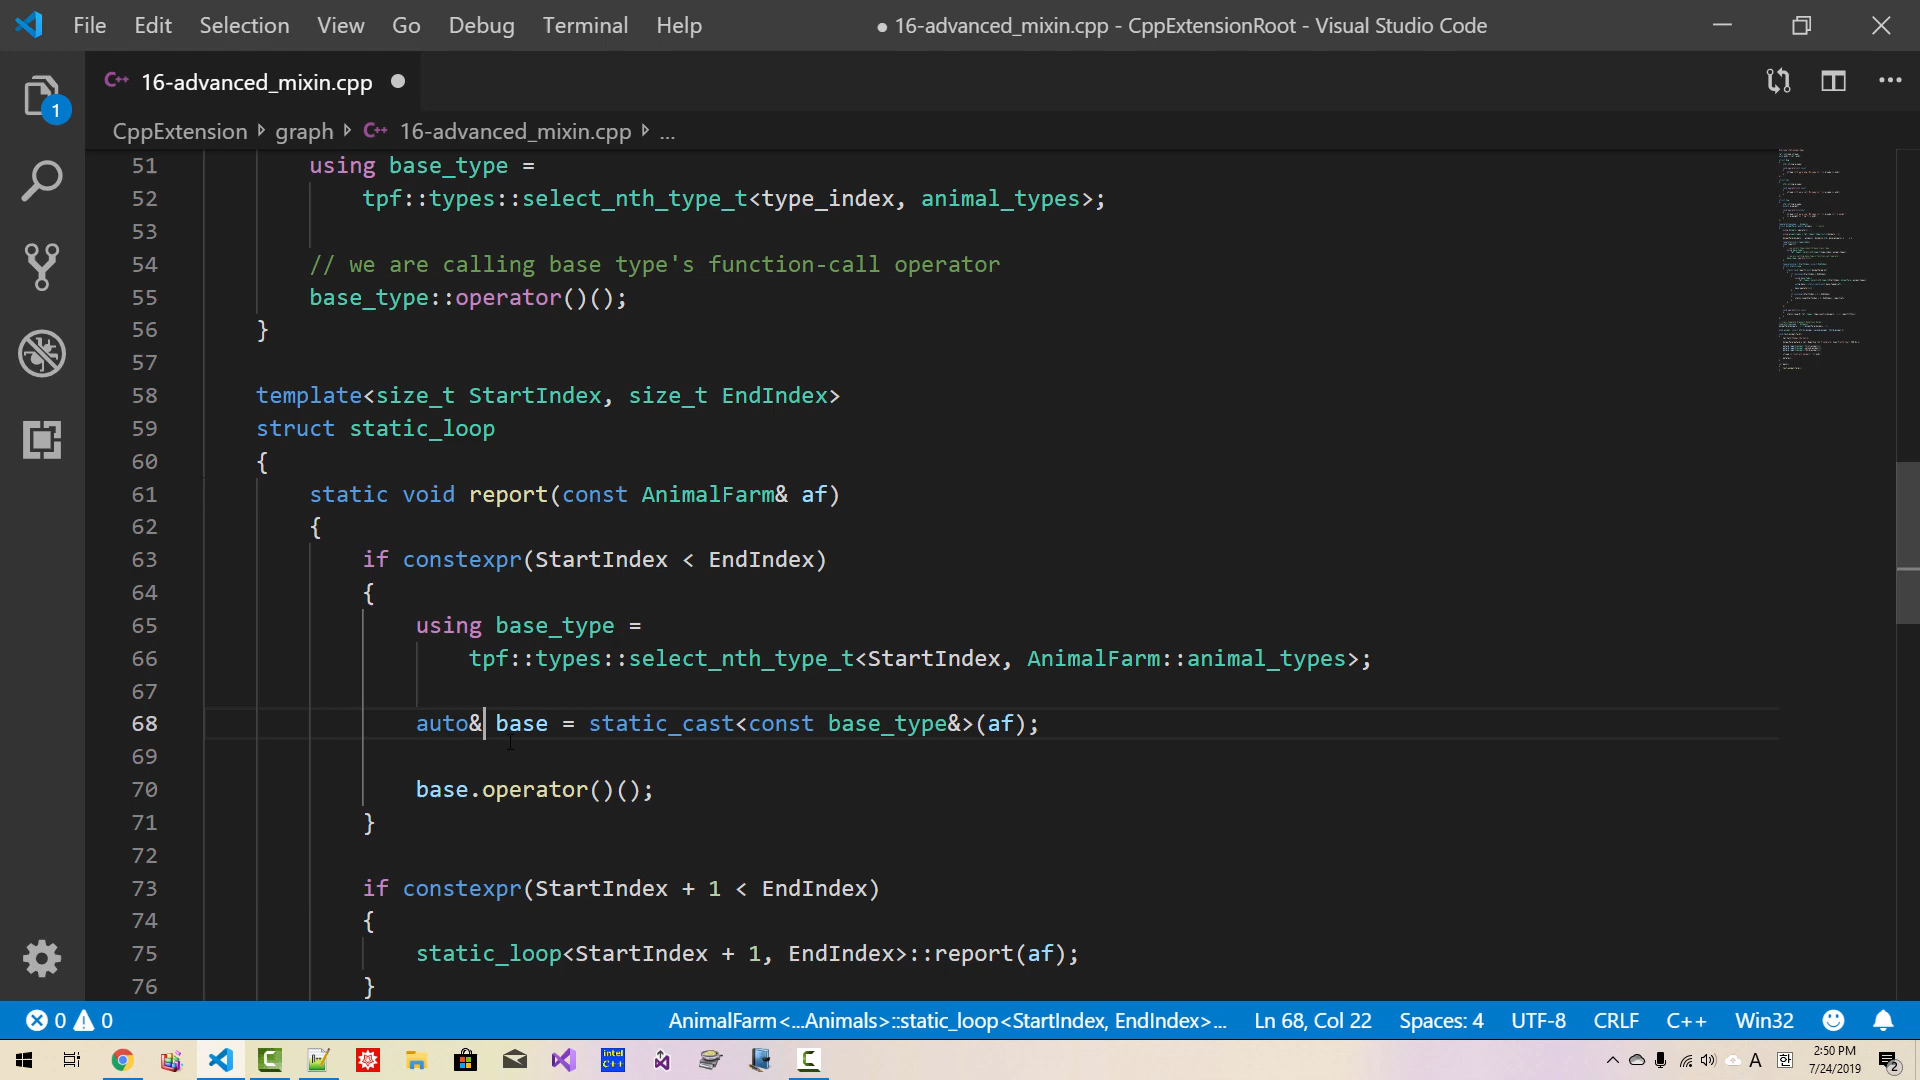 File Edit Selection View Go Debug Terminal Help
● 16-advanced_mixin.cpp - CppExtensionRoot - Visual Studio Code
1
C++ 16-advanced_mixin.cpp ●
CppExtension graph C++ 16-advanced_mixin.cpp ...
51 using base_type =
52 tpf::types::select_nth_type_t<type_index, animal_types>;
53
54 // we are calling base type's function-call operator
55 base_type::operator()();
56 }
57
58 template<size_t StartIndex, size_t EndIndex>
59 struct static_loop
60 {
61 static void report(const AnimalFarm& af)
62 {
63 if constexpr(StartIndex < EndIndex)
64 {
65 using base_type =
66 tpf::types::select_nth_type_t<StartIndex, AnimalFarm::animal_types>;
67
68 auto& base = static_cast<const base_type&>(af);
69
70 base.operator()();
71 }
72
73 if constexpr(StartIndex + 1 < EndIndex)
74 {
75 static_loop<StartIndex + 1, EndIndex>::report(af);
76 }
0 0 AnimalFarm<...Animals>::static_loop<StartIndex, EndIndex>... Ln 68, Col 22 Spaces: 4 UTF-8 CRLF C++ Win32
intel C++
A 한 2:50 PM
7/24/2019 2